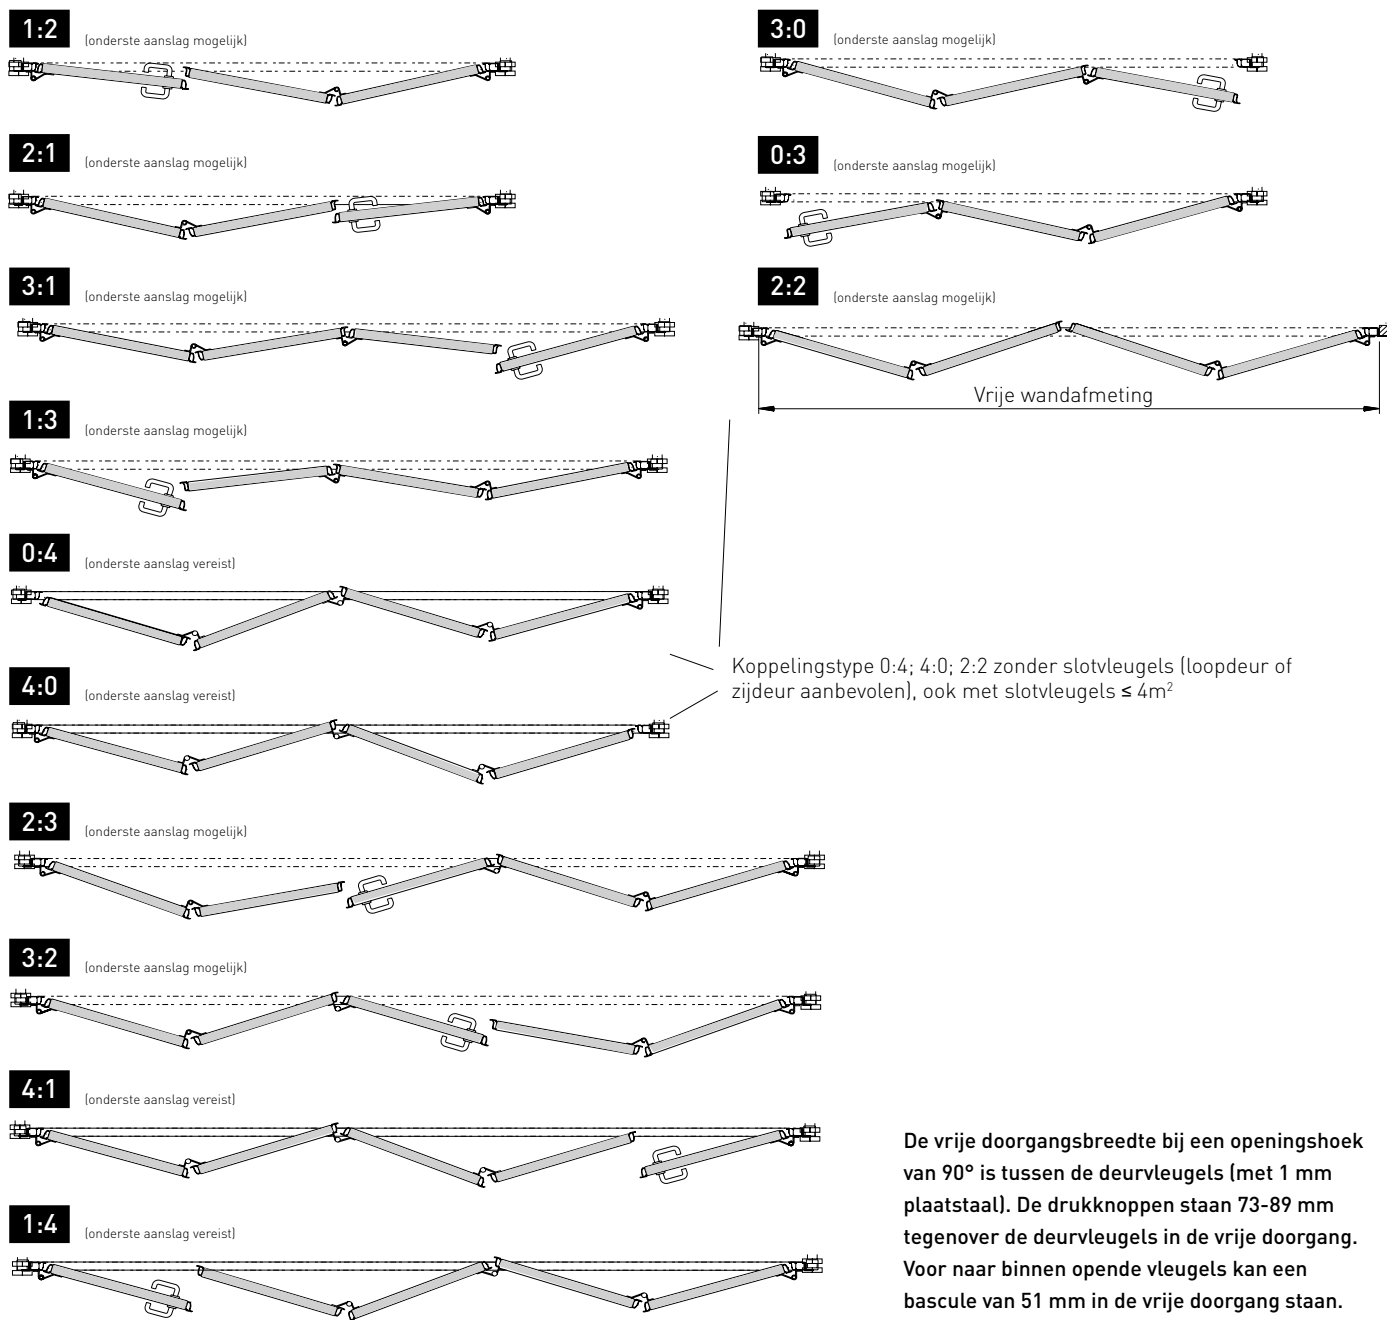 1:2
(onderste aanslag mogelijk)
2:1
(onderste aanslag mogelijk)
3:1
(onderste aanslag mogelijk)
1:3
(onderste aanslag mogelijk)
0:4
(onderste aanslag vereist)
4:0
(onderste aanslag vereist)
2:3
(onderste aanslag mogelijk)
3:2
(onderste aanslag mogelijk)
4:1
(onderste aanslag vereist)
1:4
(onderste aanslag vereist)
3:0
(onderste aanslag mogelijk)
0:3
(onderste aanslag mogelijk)
2:2
(onderste aanslag mogelijk)
Vrije wandafmeting
Koppelingstype 0:4; 4:0; 2:2 zonder slotvleugels (loopdeur of
zijdeur aanbevolen), ook met slotvleugels ≤ 4m²
De vrije doorgangsbreedte bij een openingshoek
van 90° is tussen de deurvleugels (met 1 mm
plaatstaal). De drukknoppen staan 73-89 mm
tegenover de deurvleugels in de vrije doorgang.
Voor naar binnen opende vleugels kan een
bascule van 51 mm in de vrije doorgang staan.